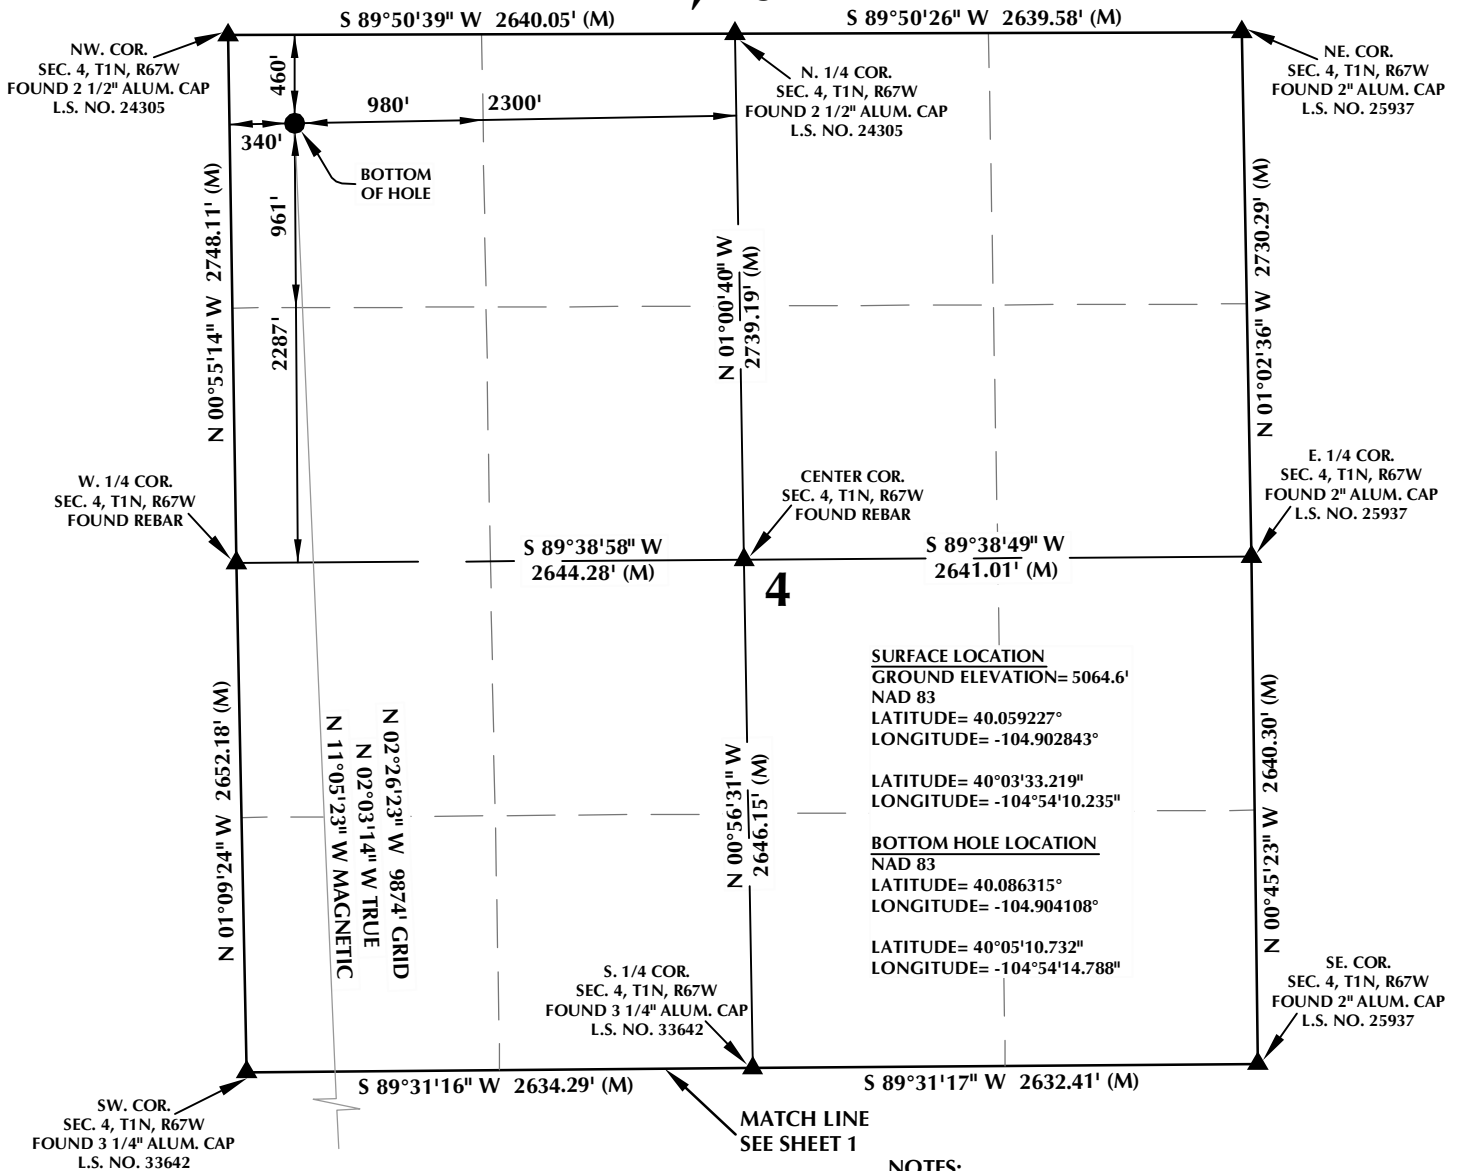 S 89°50'39" W 2640.05' (M)
S 89°50'26" W 2639.58' (M)
NW. COR.
SEC. 4, T1N, R67W
FOUND 2 1/2" ALUM. CAP
L.S. NO. 24305
N. 1/4 COR.
SEC. 4, T1N, R67W
FOUND 2 1/2" ALUM. CAP
L.S. NO. 24305
NE. COR.
SEC. 4, T1N, R67W
FOUND 2" ALUM. CAP
L.S. NO. 25937
460'
980'
2300'
340'
BOTTOM
OF HOLE
961'
2287'
N 00°55'14" W 2748.11' (M)
N 01°00'40" W
2739.19' (M)
N 01°02'36" W 2730.29' (M)
W. 1/4 COR.
SEC. 4, T1N, R67W
FOUND REBAR
CENTER COR.
SEC. 4, T1N, R67W
FOUND REBAR
E. 1/4 COR.
SEC. 4, T1N, R67W
FOUND 2" ALUM. CAP
L.S. NO. 25937
S 89°38'58" W
2644.28' (M)
S 89°38'49" W
2641.01' (M)
4
SURFACE LOCATION
GROUND ELEVATION= 5064.6'
NAD 83
LATITUDE= 40.059227°
LONGITUDE= -104.902843°
LATITUDE= 40°03'33.219"
LONGITUDE= -104°54'10.235"
BOTTOM HOLE LOCATION
NAD 83
LATITUDE= 40.086315°
LONGITUDE= -104.904108°
LATITUDE= 40°05'10.732"
LONGITUDE= -104°54'14.788"
N 01°09'24" W 2652.18' (M)
N 02°26'23" W 9874' GRID
N 02°03'14" W TRUE
N 11°05'23" W MAGNETIC
N 00°56'31" W
2646.15' (M)
N 00°45'23" W 2640.30' (M)
S. 1/4 COR.
SEC. 4, T1N, R67W
FOUND 3 1/4" ALUM. CAP
L.S. NO. 33642
SE. COR.
SEC. 4, T1N, R67W
FOUND 2" ALUM. CAP
L.S. NO. 25937
S 89°31'16" W 2634.29' (M)
S 89°31'17" W 2632.41' (M)
SW. COR.
SEC. 4, T1N, R67W
FOUND 3 1/4" ALUM. CAP
L.S. NO. 33642
MATCH LINE
SEE SHEET 1
NOTES: